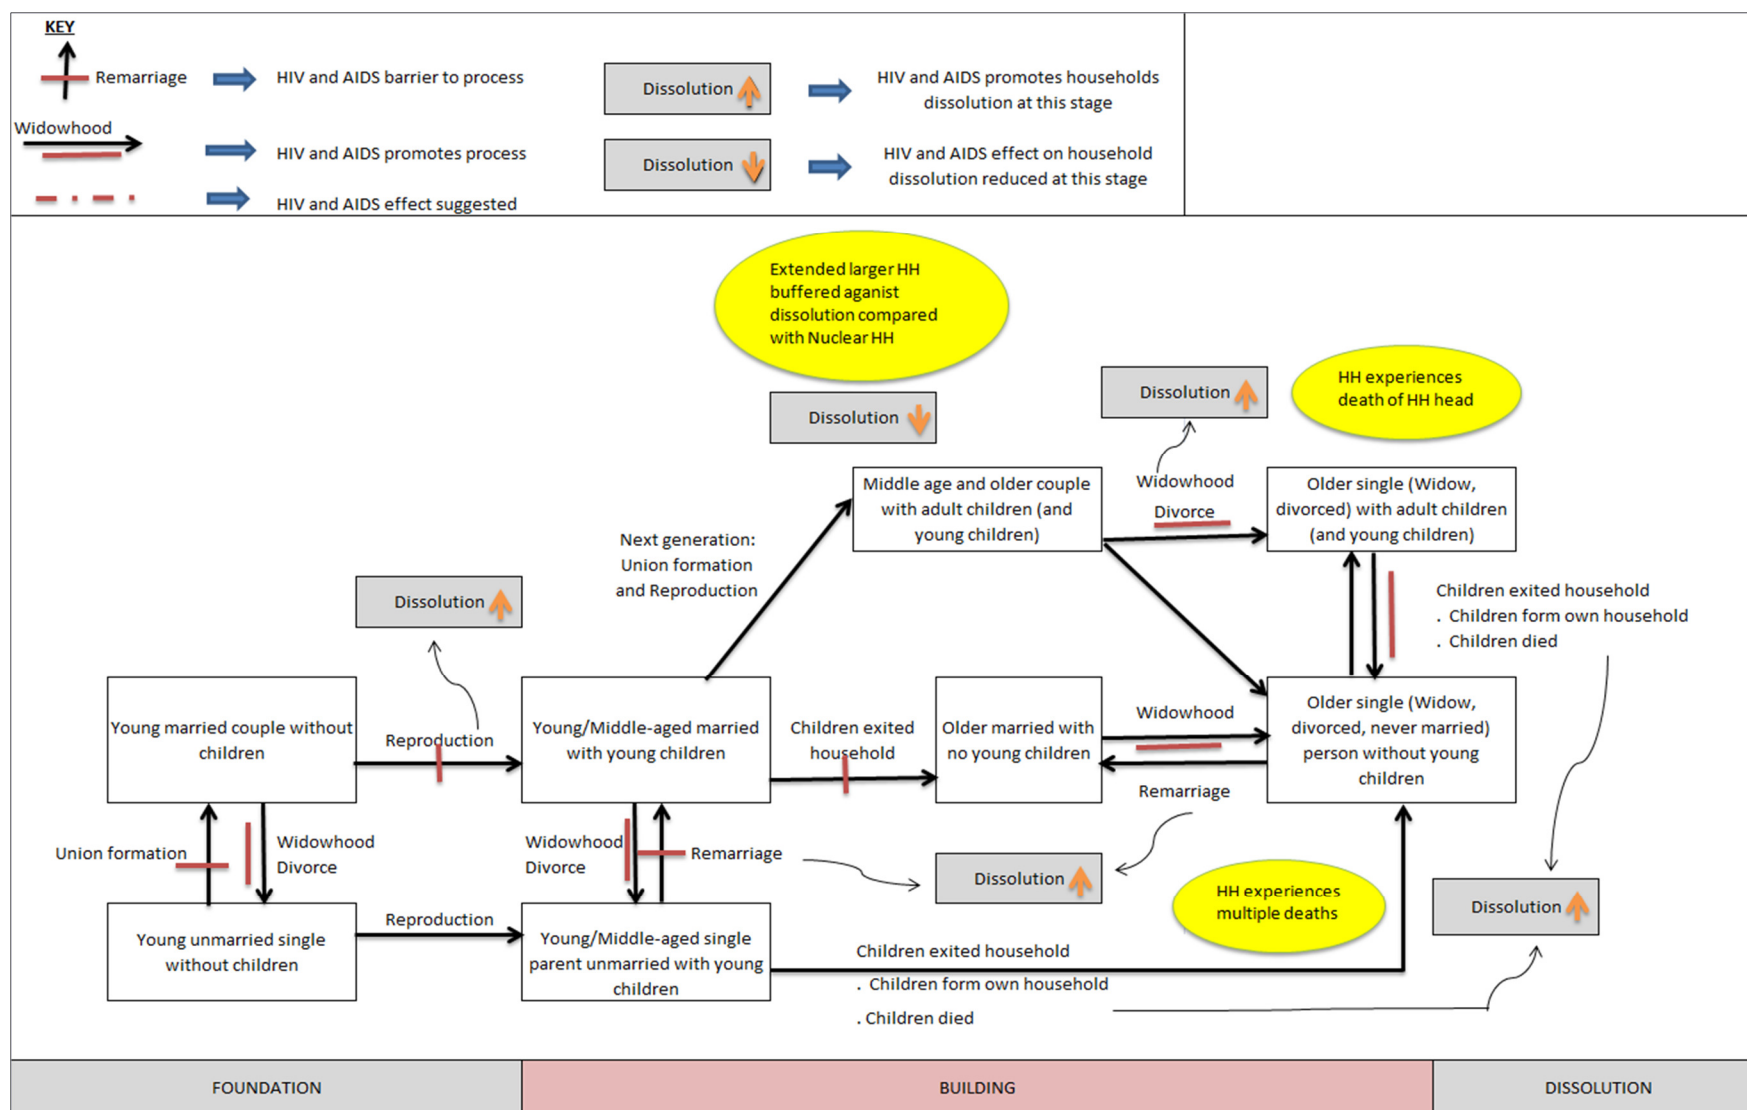 KEY
Remarriage
HIV and AIDS barrier to process
Widowhood
HIV and AIDS promotes process
HIV and AIDS effect suggested
Dissolution
HIV and AIDS promotes households
dissolution at this stage
Dissolution
HIV and AIDS effect on household
dissolution reduced at this stage
Extended larger HH
buffered aganist
dissolution compared
with Nuclear HH
Dissolution
Dissolution
HH experiences
death of HH head
Middle age and older couple
with adult children (and
young children)
Widowhood
Divorce
Older single (Widow,
divorced) with adult children
(and young children)
Next generation:
Union formation
and Reproduction
Dissolution
Children exited household
. Children form own household
. Children died
Young married couple without
children
Reproduction
Young/Middle-aged married
with young children
Children exited
household
Older married with
no young children
Widowhood
Remarriage
Older single (Widow,
divorced, never married)
person without young
children
Union formation
Widowhood
Divorce
Widowhood
Divorce
Remarriage
Dissolution
HH experiences
multiple deaths
Dissolution
Young unmarried single
without children
Reproduction
Young/Middle-aged single
parent unmarried with young
children
Children exited household
. Children form own household
. Children died
FOUNDATION
BUILDING
DISSOLUTION